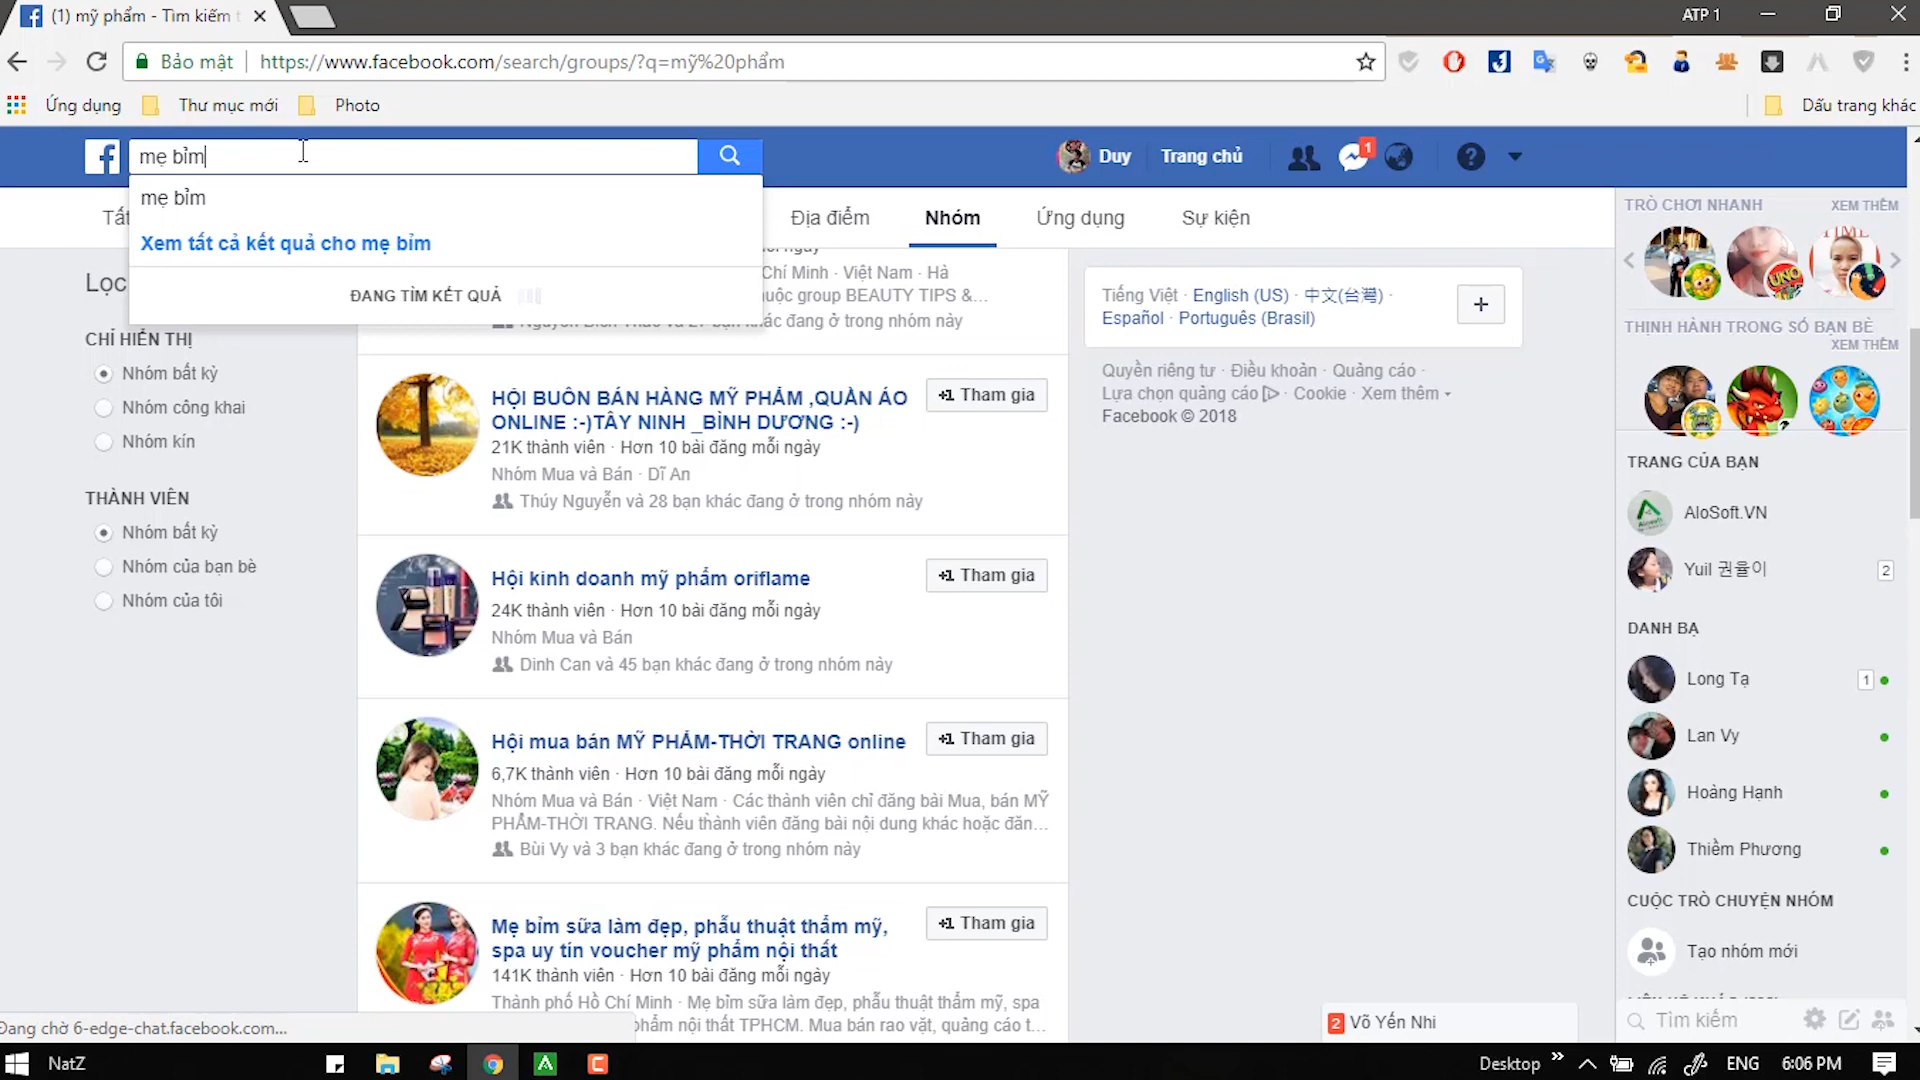 (1) mỹ phẩm - Tìm kiếm t
ATP 1
Bảo mật
https://www.facebook.com/search/groups/?q=mỹ%20phẩm
Ứng dụng
Thư mục mới
Photo
Dấu trang khác
mẹ bỉm
Duy
Trang chủ
1
mẹ bỉm
Xem tất cả kết quả cho mẹ bỉm
ĐANG TÌM KẾT QUẢ
Tất
Địa điểm
Nhóm
Ứng dụng
Sự kiện
Lọc
CHỈ HIỂN THỊ
Nhóm bất kỳ
Nhóm công khai
Nhóm kín
THÀNH VIÊN
Nhóm bất kỳ
Nhóm của bạn bè
Nhóm của tôi
Chí Minh · Việt Nam · Hà
uộc group BEAUTY TIPS &...
ác đang ở trong nhóm này
HỘI BUÔN BÁN HÀNG MỸ PHẨM ,QUẦN ÁO
ONLINE :-)TÂY NINH _BÌNH DƯƠNG :-)
+1 Tham gia
21K thành viên · Hơn 10 bài đăng mỗi ngày
Nhóm Mua và Bán · Dĩ An
Thúy Nguyễn và 28 bạn khác đang ở trong nhóm này
Hội kinh doanh mỹ phẩm oriflame
+1 Tham gia
24K thành viên · Hơn 10 bài đăng mỗi ngày
Nhóm Mua và Bán
Dinh Can và 45 bạn khác đang ở trong nhóm này
Hội mua bán MỸ PHẨM-THỜI TRANG online
+1 Tham gia
6,7K thành viên · Hơn 10 bài đăng mỗi ngày
Nhóm Mua và Bán · Việt Nam · Các thành viên chỉ đăng bài Mua, bán MỸ
PHẨM-THỜI TRANG. Nếu thành viên đăng bài nội dung khác hoặc đăn...
Bùi Vy và 3 bạn khác đang ở trong nhóm này
Mẹ bỉm sữa làm đẹp, phẫu thuật thẩm mỹ,
spa uy tín voucher mỹ phẩm nội thất
+1 Tham gia
141K thành viên · Hơn 10 bài đăng mỗi ngày
Thành phố Hồ Chí Minh · Mẹ bỉm sữa làm đẹp, phẫu thuật thẩm mỹ, spa
phẩm nội thất TPHCM. Mua bán rao vặt, quảng cáo t...
Tiếng Việt · English (US) · 中文(台灣) ·
Español · Português (Brasil)
Quyền riêng tư · Điều khoản · Quảng cáo ·
Lựa chọn quảng cáo · Cookie · Xem thêm
Facebook © 2018
TRÒ CHƠI NHANH
XEM THÊM
TIME
UNO
THỊNH HÀNH TRONG SỐ BẠN BÈ
XEM THÊM
TRANG CỦA BẠN
AloSoft.VN
Yuil 권율이
2
DANH BẠ
Long Tạ
1
Lan Vy
Hoàng Hạnh
Thiềm Phương
CUỘC TRÒ CHUYỆN NHÓM
Tạo nhóm mới
Tìm kiếm
2 Võ Yến Nhi
Đang chờ 6-edge-chat.facebook.com...
NatZ
Desktop
ENG
6:06 PM